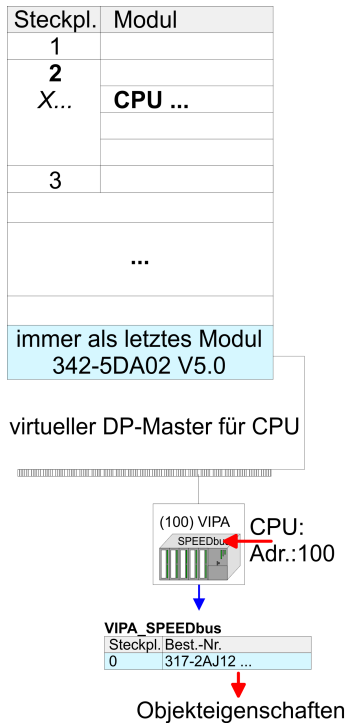 Steckpl. Modul
1
2
X...
CPU ...
3
...
immer als letztes Modul
342-5DA02 V5.0
virtueller DP-Master für CPU
(100) VIPA
SPEEDbus
CPU:
Adr.:100
VIPA_SPEEDbus
Steckpl. Best.-Nr.
0 317-2AJ12 ...
Objekteigenschaften